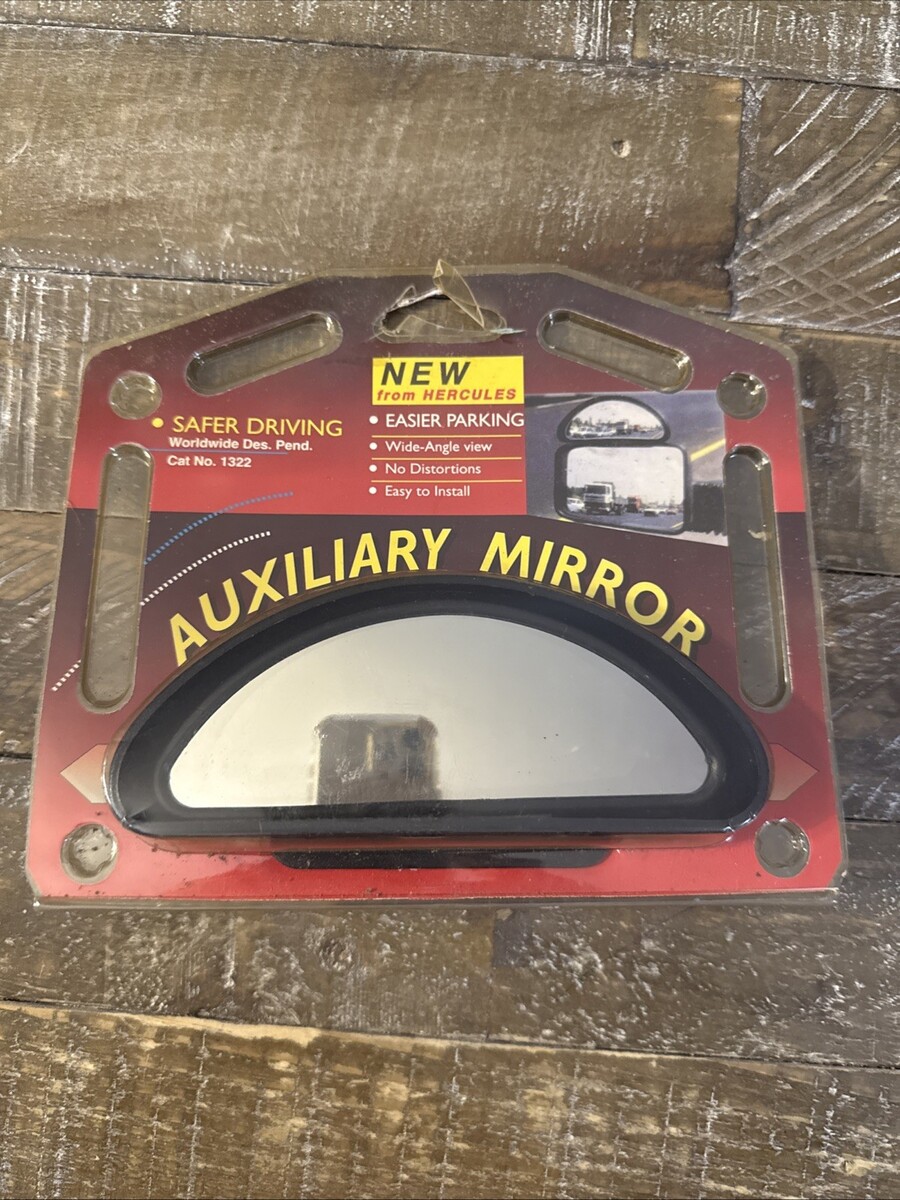 NEW
from HERCULES
• SAFER DRIVING
Worldwide Des. Pend.
Cat No. 1322
• EASIER PARKING
• Wide-Angle view
• No Distortions
• Easy to Install
AUXILIARY MIRROR